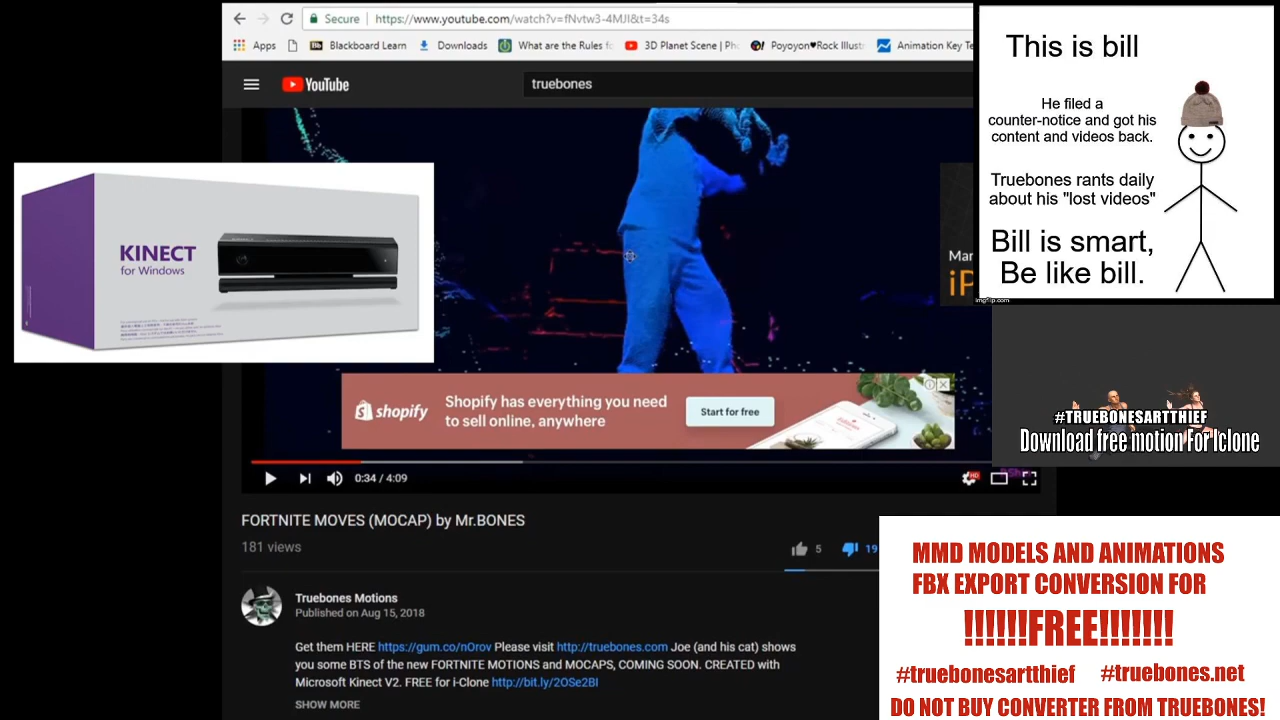 Secure
https://www.youtube.com/watch?v=fNvtw3-4MJI&t=34s
Apps
Blackboard Learn
Downloads
What are the Rules fo
3D Planet Scene | Ph
Poyoyon♥Rock Illust
Animation Key Te
YouTube
truebones
This is bill
He filed a
counter-notice and got his
content and videos back.
Truebones rants daily
about his "lost videos"
Bill is smart,
Be like bill.
imgflip.com
KINECT
for Windows
Mar
iP
shopify
Shopify has everything you need
to sell online, anywhere
Start for free
#TRUEBONESARTTHIEF
Download free motion For Iclone
0:34 / 4:09
HD
FORTNITE MOVES (MOCAP) by Mr.BONES
181 views
5
19
Truebones Motions
Published on Aug 15, 2018
Get them HERE https://gum.co/nOrov Please visit http://truebones.com Joe (and his cat) shows
you some BTS of the new FORTNITE MOTIONS and MOCAPS, COMING SOON. CREATED with
Microsoft Kinect V2. FREE for i-Clone http://bit.ly/2OSe2BI
SHOW MORE
MMD MODELS AND ANIMATIONS
FBX EXPORT CONVERSION FOR
!!!!!!FREE!!!!!!!
#truebonesartthief #truebones.net
DO NOT BUY CONVERTER FROM TRUEBONES!